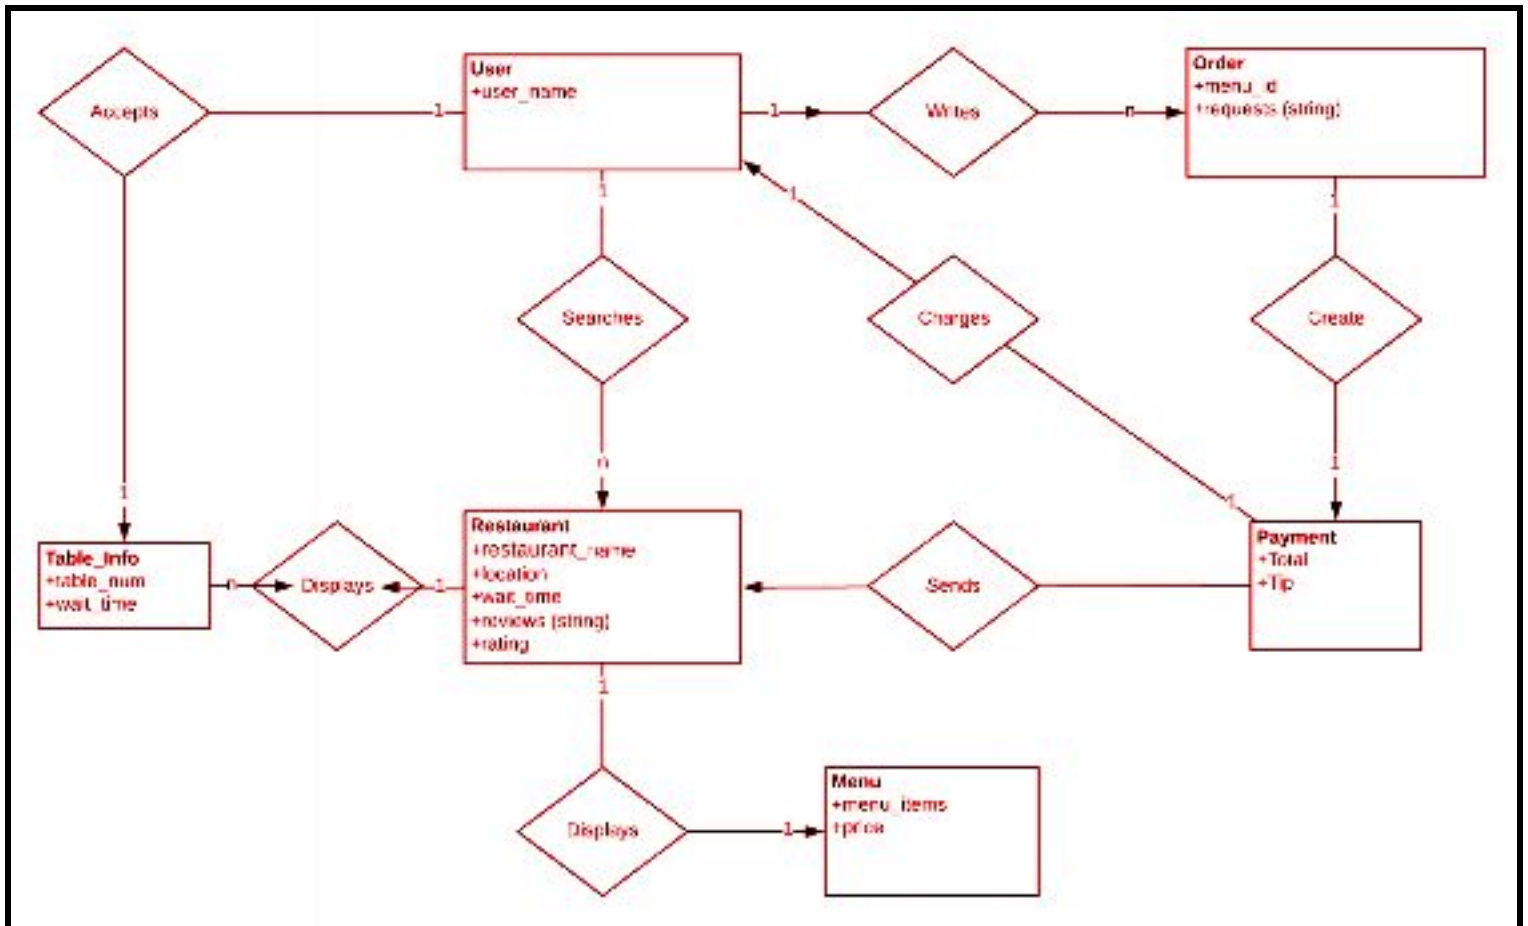 User
+user_name
Order
+menu_id
+requests (string)
Accepts
1
1
Writes
n
1
1
1
Searches
Charges
Create
n
1
1
1
Restaurant
+restaurant_name
+location
+wait_time
+reviews (string)
+rating
Payment
+Total
+Tip
Table_Info
+table_num
+wait_time
n
Displays
1
Sends
1
Menu
+menu_items
+price
Displays
1